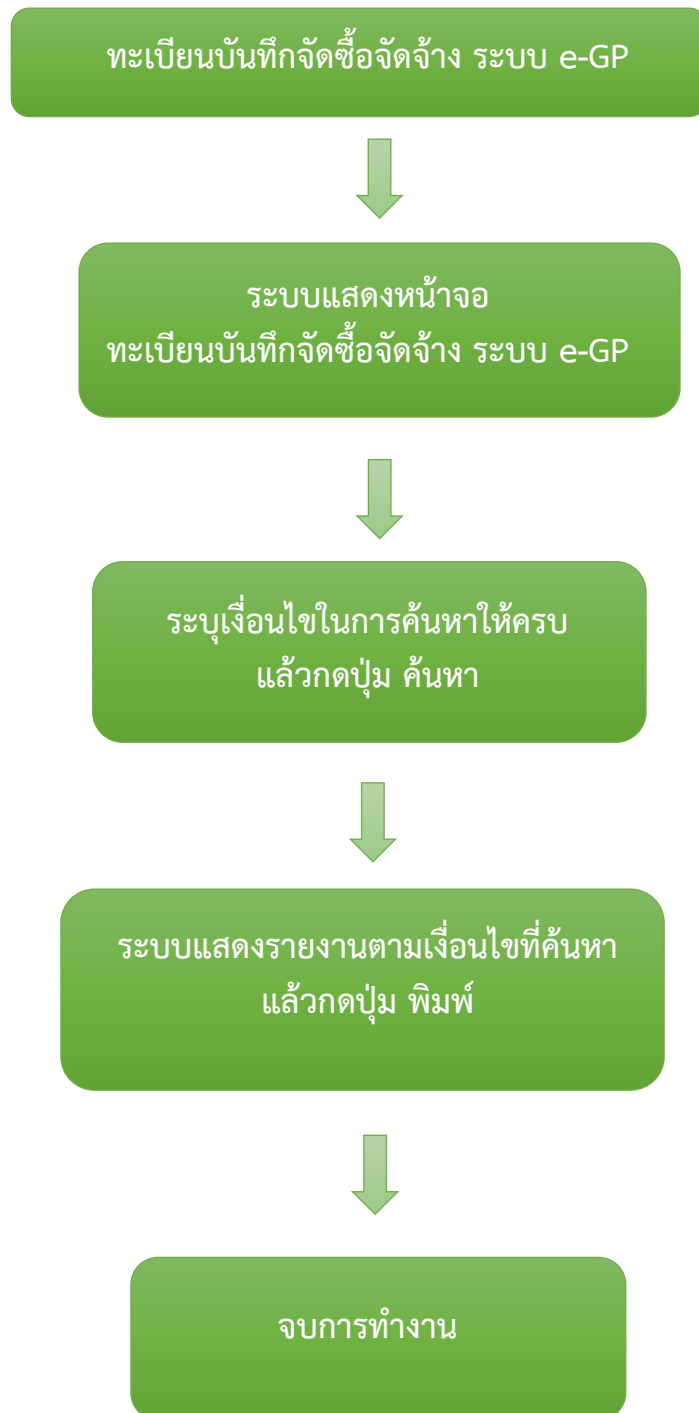 ทะเบียนบันทึกจัดซื้อจัดจ้าง ระบบ e-GP
ระบบแสดงหน้าจอ
ทะเบียนบันทึกจัดซื้อจัดจ้าง ระบบ e-GP
ระบุเงื่อนไขในการค้นหาให้ครบ
แล้วกดปุ่ม ค้นหา
ระบบแสดงรายงานตามเงื่อนไขที่ค้นหา
แล้วกดปุ่ม พิมพ์
จบการทำงาน